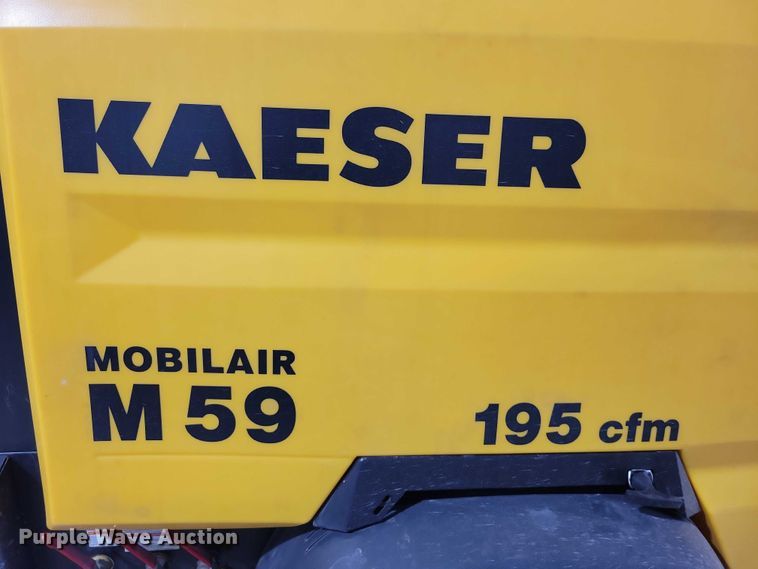 KAESER
MOBILAIR
M 59
195 cfm
Purple Wave Auction